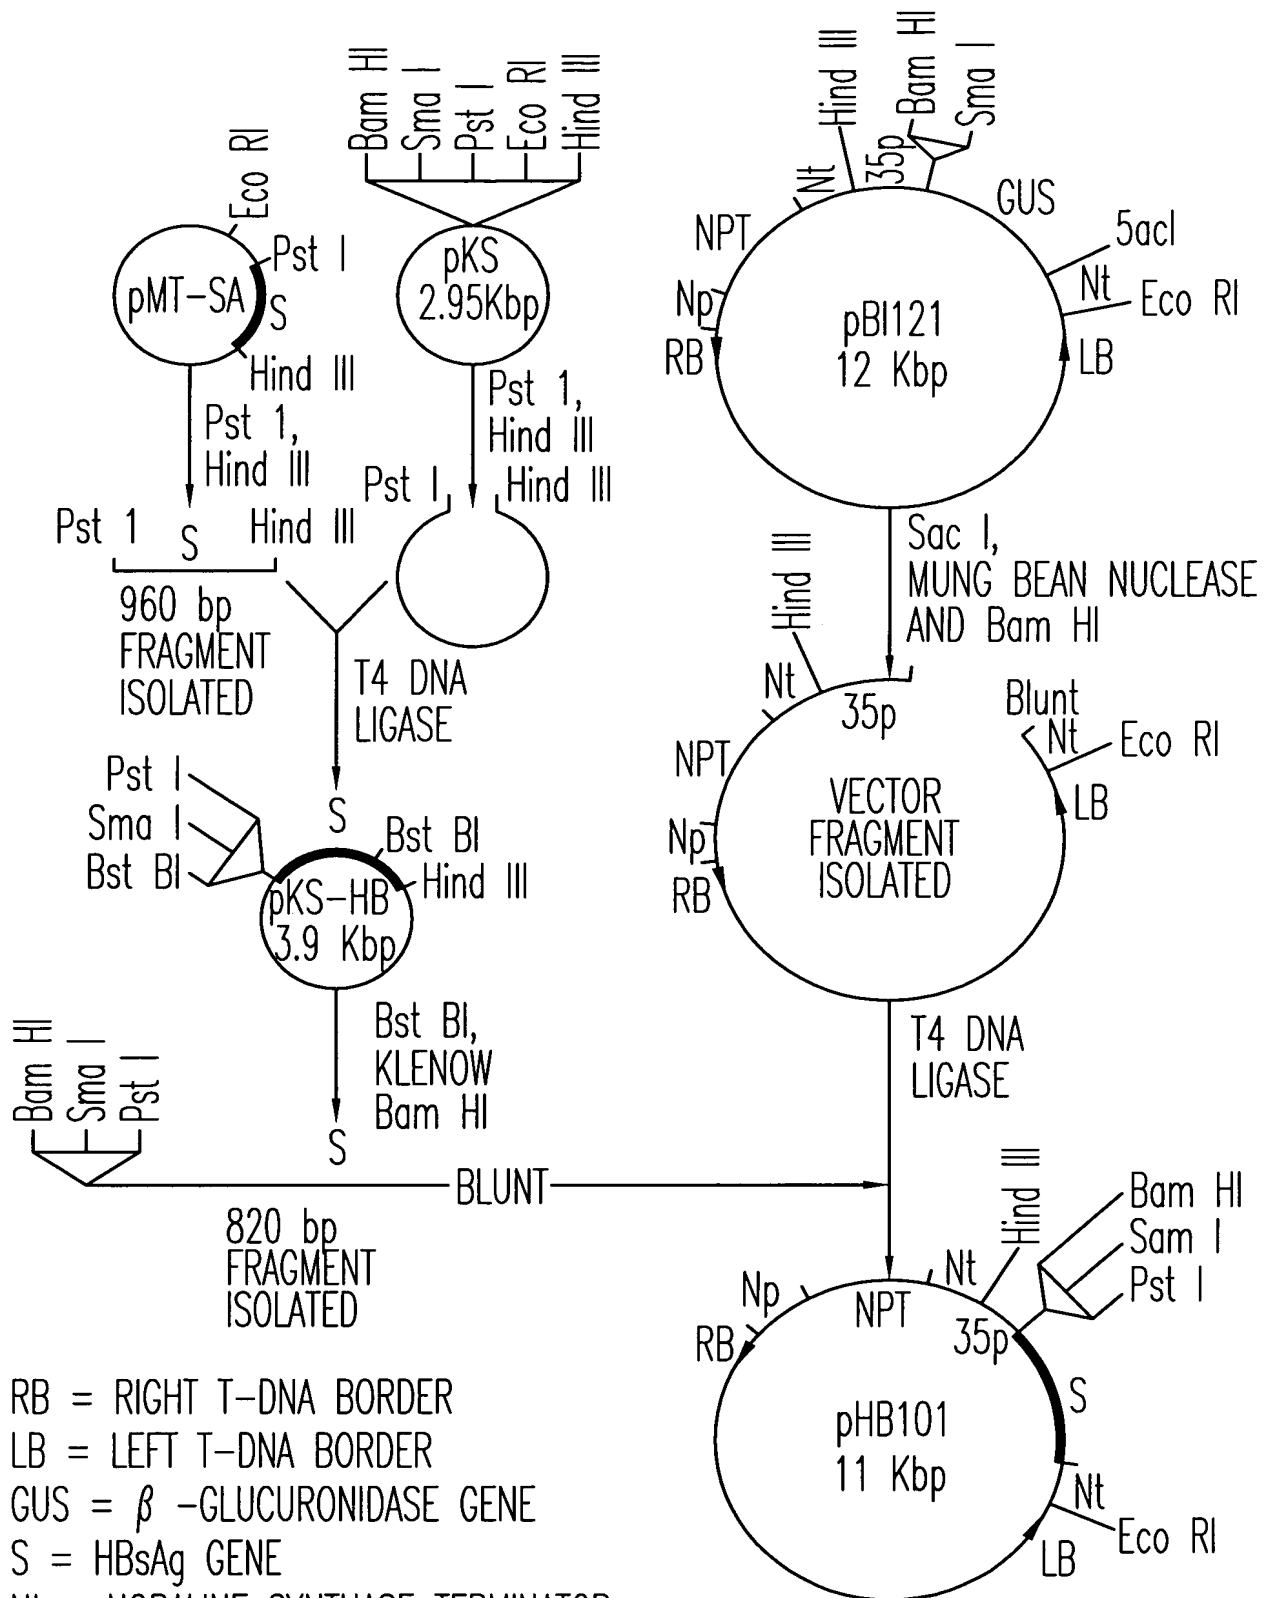 Eco RI
Pst I
pMT-SA
S
Hind III
Pst 1,
Hind III
Pst 1
S
Hind III
960 bp
FRAGMENT
ISOLATED
Bam HI
Sma I
Pst I
Eco RI
Hind III
pKS
2.95Kbp
Pst 1,
Hind III
Pst I
Hind III
T4 DNA
LIGASE
S
Pst I
Sma I
Bst BI
Bst BI
Hind III
pKS-HB
3.9 Kbp
Bst BI,
KLENOW
Bam HI
S
Bam HI
Sma I
Pst I
BLUNT
820 bp
FRAGMENT
ISOLATED
Hind III
Bam HI
Sma I
35p
Nt
NPT
Np
RB
GUS
5acI
Nt
Eco RI
LB
pBI121
12 Kbp
Sac I,
MUNG BEAN NUCLEASE
AND Bam HI
Hind III
Nt
35p
NPT
Np
RB
Blunt
Nt
Eco RI
LB
VECTOR
FRAGMENT
ISOLATED
T4 DNA
LIGASE
Hind III
Bam HI
Sam I
Pst I
Nt
NPT
Np
RB
35p
S
Nt
Eco RI
LB
pHB101
11 Kbp
RB = RIGHT T-DNA BORDER
LB = LEFT T-DNA BORDER
GUS = β -GLUCURONIDASE GENE
S = HBsAg GENE